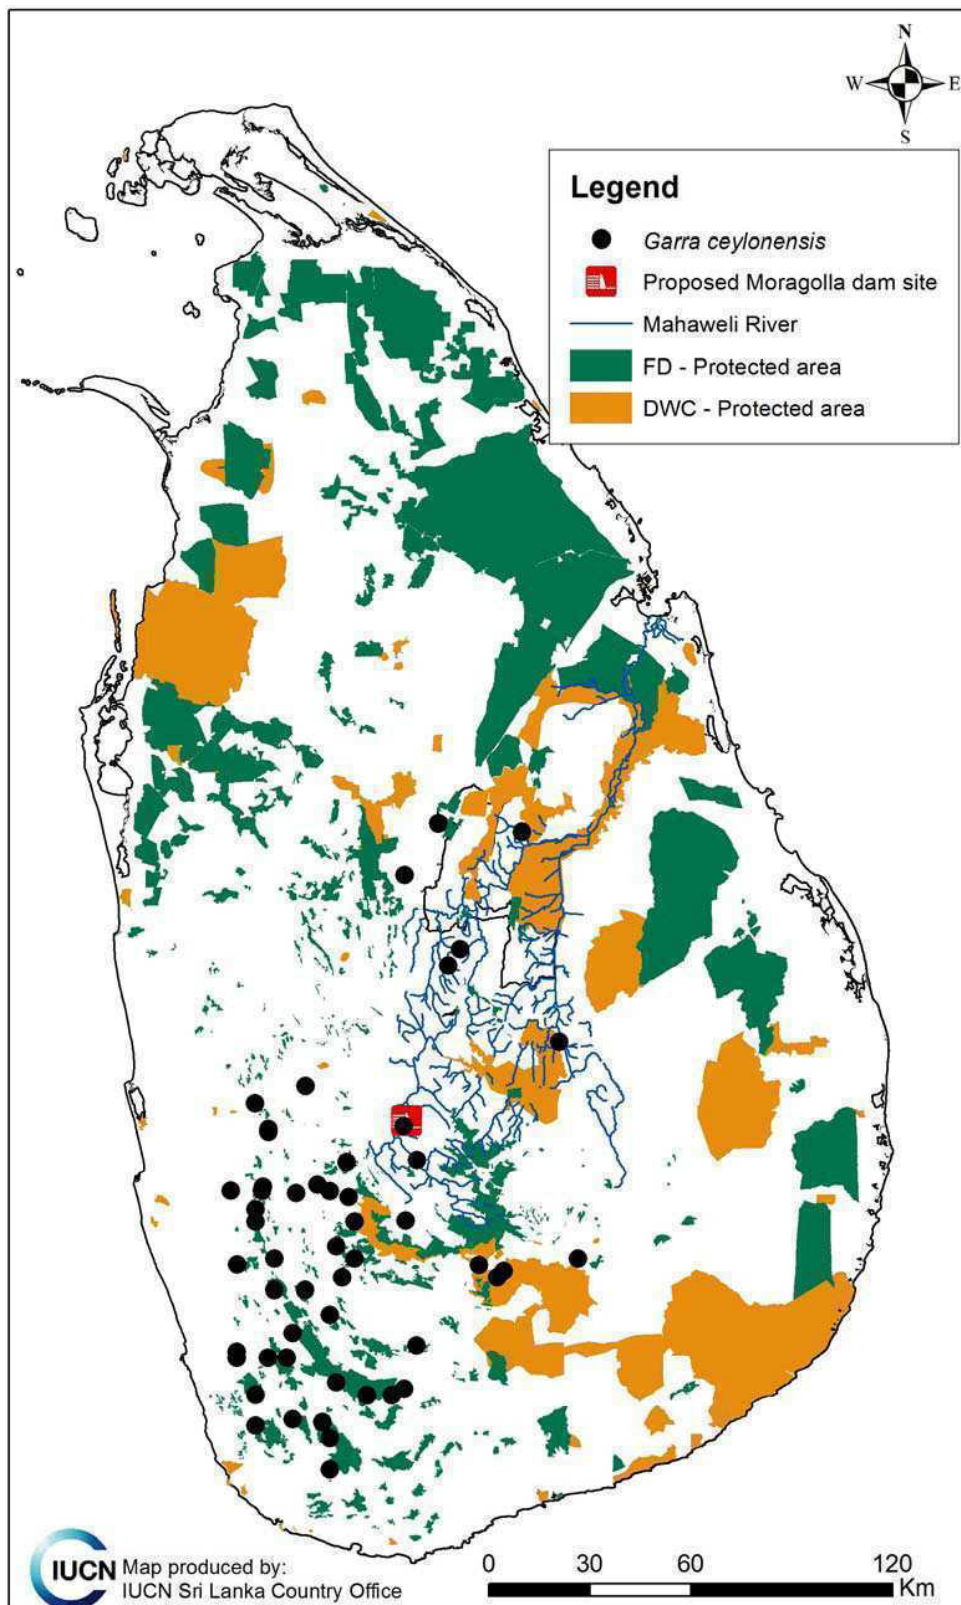 N
W E
S
Legend
Garra ceylonensis
Proposed Moragolla dam site
Mahaweli River
FD - Protected area
DWC - Protected area
IUCN
Map produced by:
IUCN Sri Lanka Country Office
0 30 60 120
Km